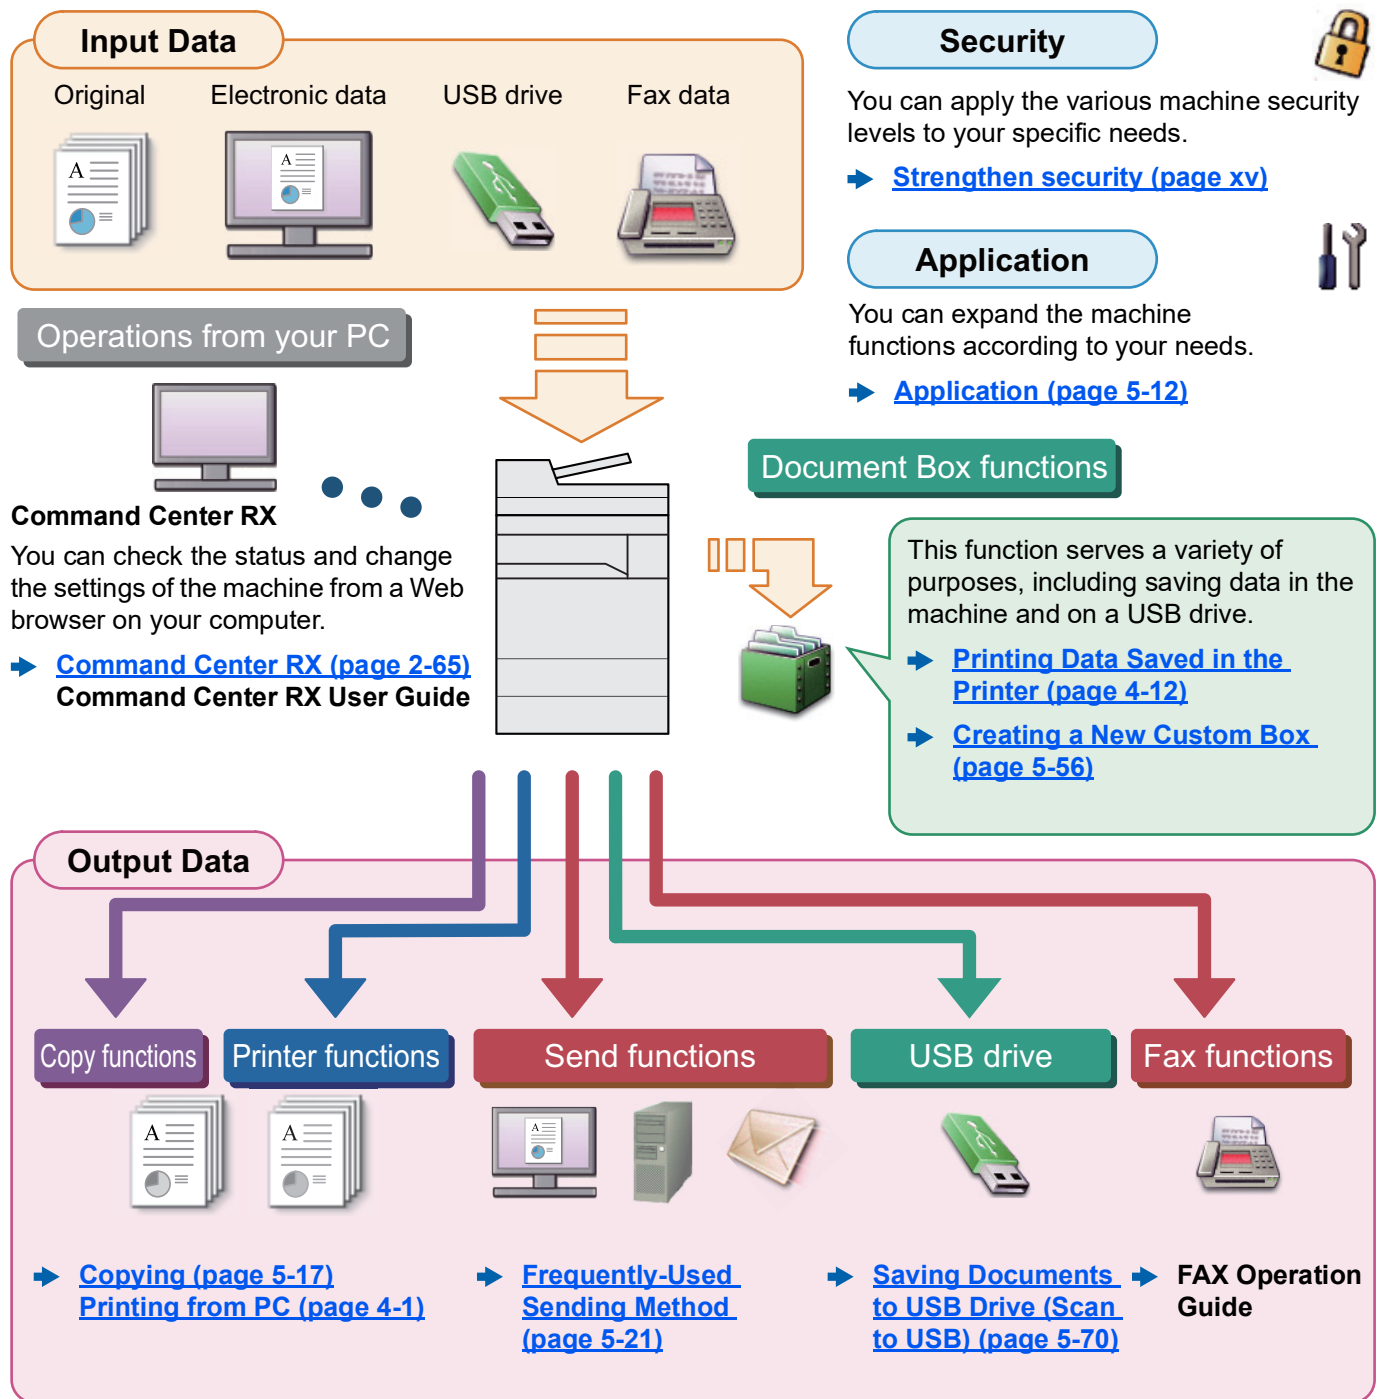 Input Data
Original
Electronic data
USB drive
Fax data
Security
You can apply the various machine security
levels to your specific needs.
Strengthen security (page xv)
Application
You can expand the machine
functions according to your needs.
Application (page 5-12)
Operations from your PC
Command Center RX
You can check the status and change
the settings of the machine from a Web
browser on your computer.
Command Center RX (page 2-65)
Command Center RX User Guide
Document Box functions
This function serves a variety of
purposes, including saving data in the
machine and on a USB drive.
Printing Data Saved in the
Printer (page 4-12)
Creating a New Custom Box
(page 5-56)
Output Data
Copy functions
Printer functions
Send functions
USB drive
Fax functions
A
A
A
A
A
Copying (page 5-17)
Printing from PC (page 4-1)
Frequently-Used
Sending Method
(page 5-21)
Saving Documents
to USB Drive (Scan
to USB) (page 5-70)
FAX Operation
Guide